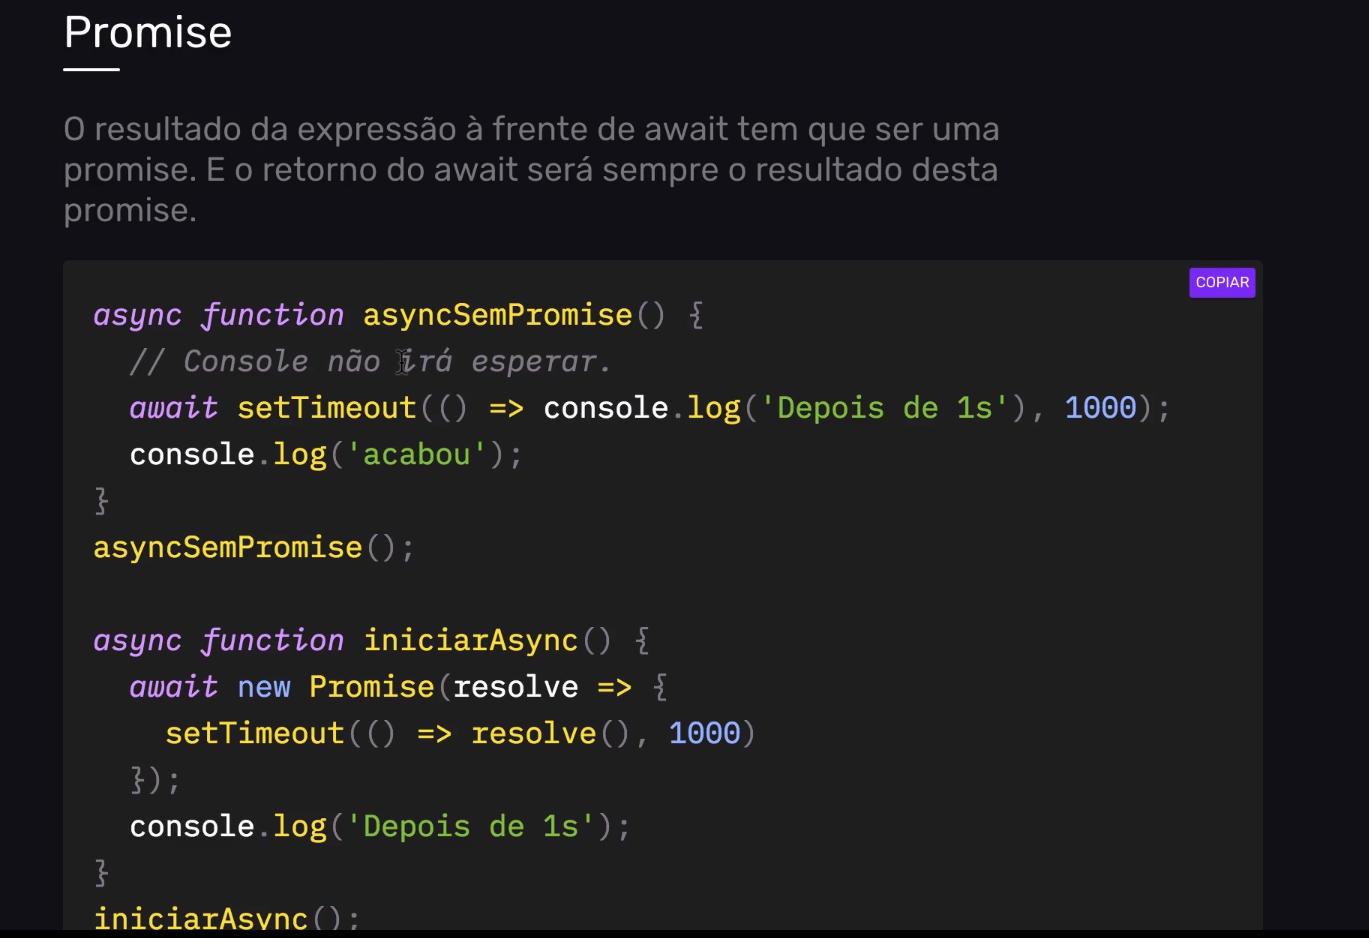 Promise
O resultado da expressão à frente de await tem que ser uma
promise. E o retorno do await será sempre o resultado desta
promise.
COPIAR
async function asyncSemPromise() {
  // Console não irá esperar.
  await setTimeout(() => console.log('Depois de 1s'), 1000);
  console.log('acabou');
}
asyncSemPromise();

async function iniciarAsync() {
  await new Promise(resolve => {
    setTimeout(() => resolve(), 1000)
  });
  console.log('Depois de 1s');
}
iniciarAsync();